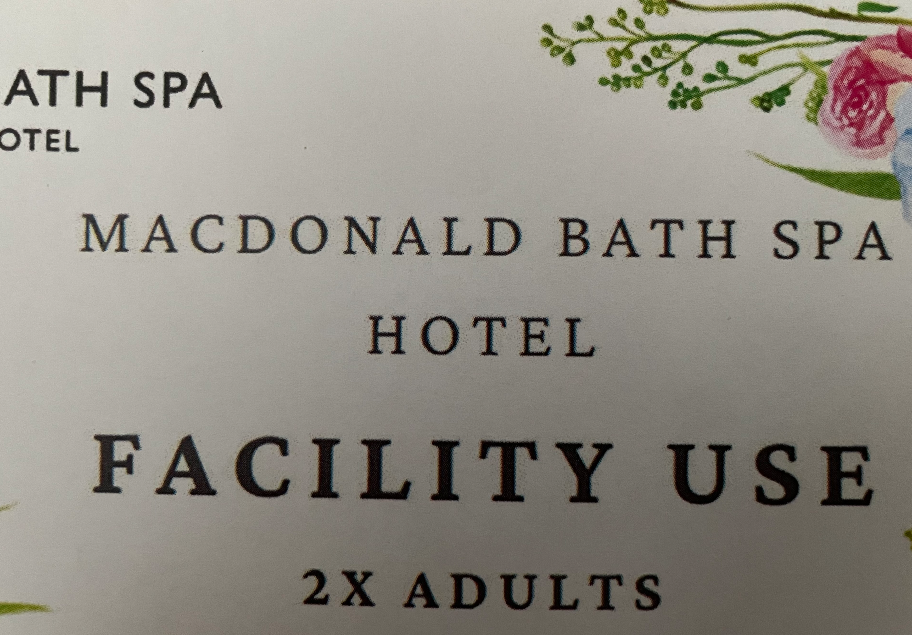 ATH SPA
OTEL
MACDONALD BATH SPA
HOTEL
FACILITY USE
2X ADULTS